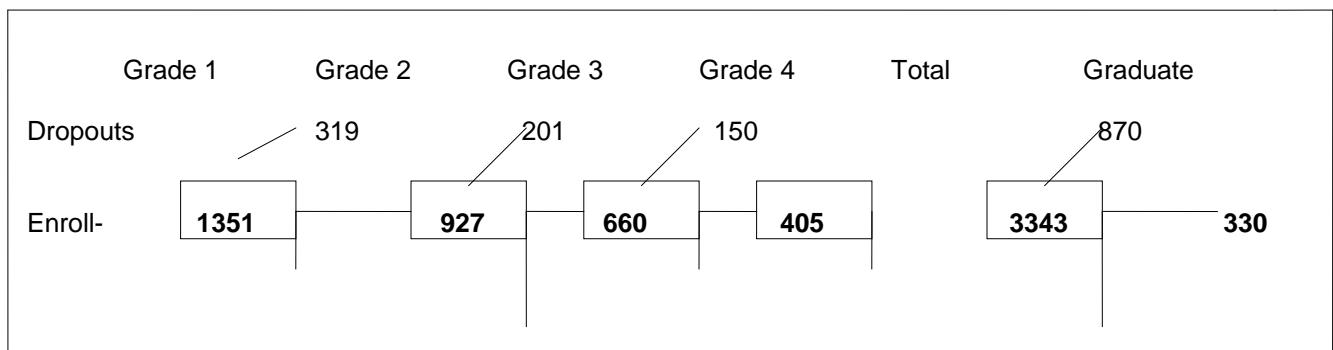 Grade 1 Grade 2 Grade 3 Grade 4 Total Graduate
Dropouts 319 201 150 870
Enroll- 1351 927 660 405 3343 330